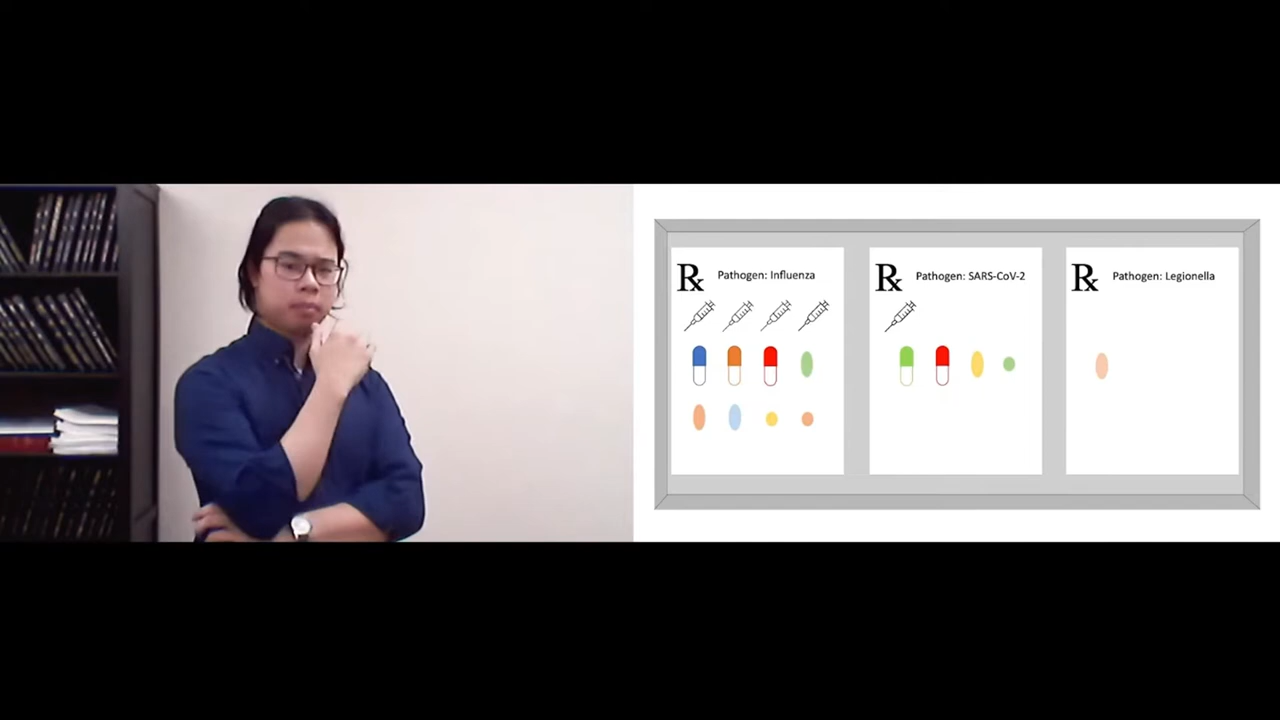 ℞ Pathogen: Influenza
℞ Pathogen: SARS-CoV-2
℞ Pathogen: Legionella